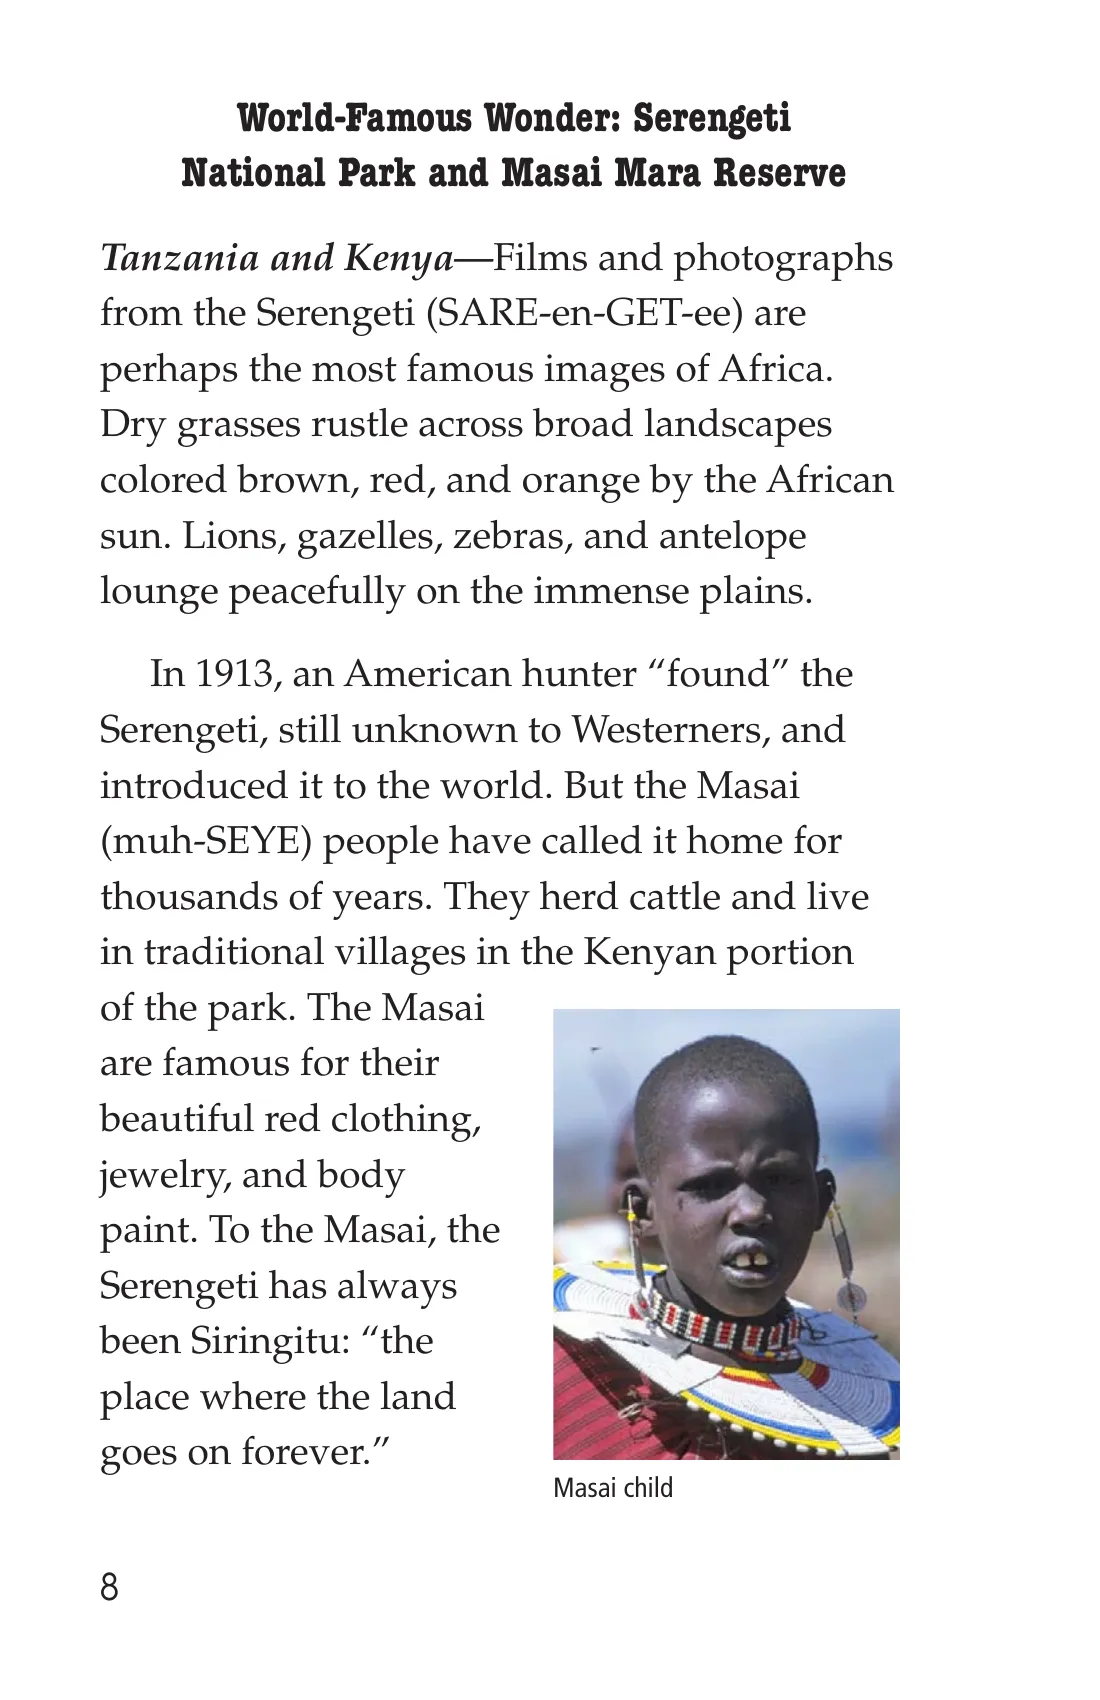 World-Famous Wonder: Serengeti
National Park and Masai Mara Reserve
Tanzania and Kenya—Films and photographs
from the Serengeti (SARE-en-GET-ee) are
perhaps the most famous images of Africa.
Dry grasses rustle across broad landscapes
colored brown, red, and orange by the African
sun. Lions, gazelles, zebras, and antelope
lounge peacefully on the immense plains.
In 1913, an American hunter “found” the
Serengeti, still unknown to Westerners, and
introduced it to the world. But the Masai
(muh-SEYE) people have called it home for
thousands of years. They herd cattle and live
in traditional villages in the Kenyan portion
of the park. The Masai
are famous for their
beautiful red clothing,
jewelry, and body
paint. To the Masai, the
Serengeti has always
been Siringitu: “the
place where the land
goes on forever.”
Masai child
8